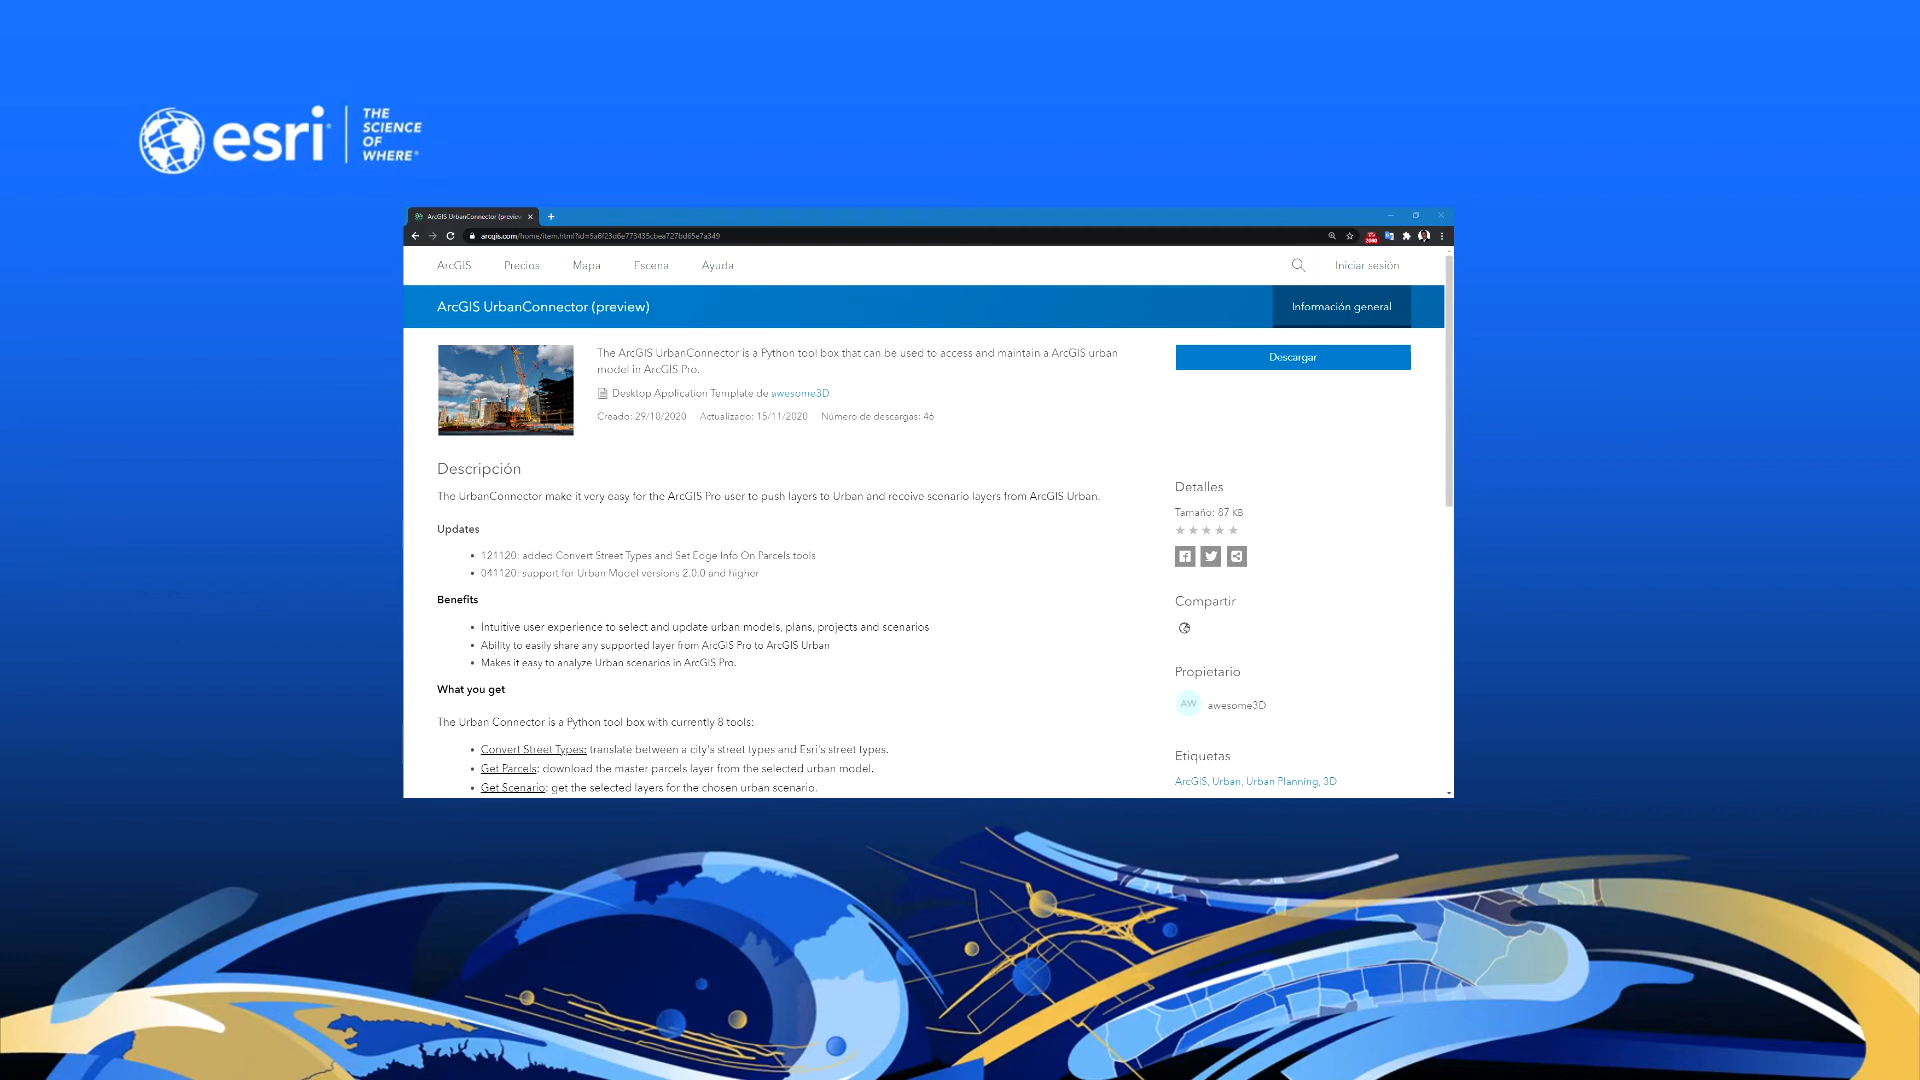 esri
THE
SCIENCE
OF
WHERE
ArcGIS UrbanConnector (preview
arcgis.com/home/item.html?id=5a6f23d6e773435cbea727bd65e7a349
ArcGIS Precios Mapa Escena Ayuda Iniciar sesión
ArcGIS UrbanConnector (preview) Información general
The ArcGIS UrbanConnector is a Python tool box that can be used to access and maintain a ArcGIS urban
model in ArcGIS Pro.
Descargar
Desktop Application Template de awesome3D
Creado: 29/10/2020 Actualizado: 15/11/2020 Número de descargas: 46
Descripción
The UrbanConnector make it very easy for the ArcGIS Pro user to push layers to Urban and receive scenario layers from ArcGIS Urban.
Updates
• 121120: added Convert Street Types and Set Edge Info On Parcels tools
• 041120: support for Urban Model versions 2.0.0 and higher
Benefits
• Intuitive user experience to select and update urban models, plans, projects and scenarios
• Ability to easily share any supported layer from ArcGIS Pro to ArcGIS Urban
• Makes it easy to analyze Urban scenarios in ArcGIS Pro.
What you get
The Urban Connector is a Python tool box with currently 8 tools:
• Convert Street Types: translate between a city's street types and Esri's street types.
• Get Parcels: download the master parcels layer from the selected urban model.
• Get Scenario: get the selected layers for the chosen urban scenario.
Detalles
Tamaño: 87 KB
Compartir
Propietario
AW awesome3D
Etiquetas
ArcGIS, Urban, Urban Planning, 3D